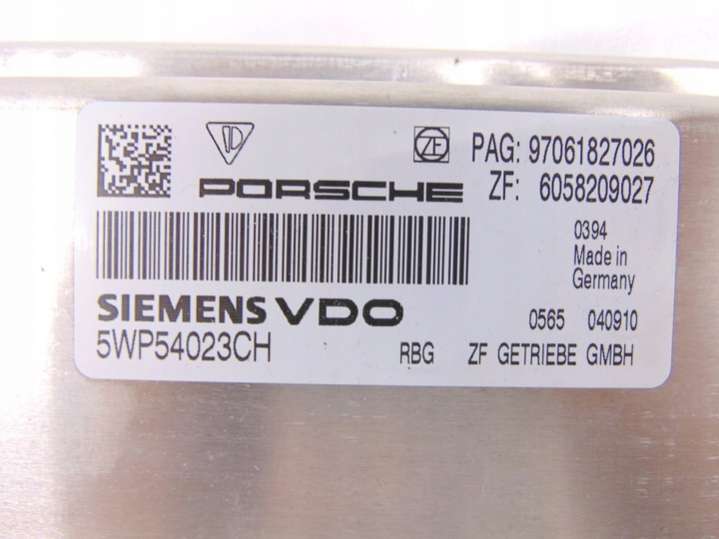 PAG: 97061827026
PORSCHE ZF: 6058209027
0394
Made in
Germany
SIEMENS VDO 0565 040910
5WP54023CH RBG ZF GETRIEBE GMBH